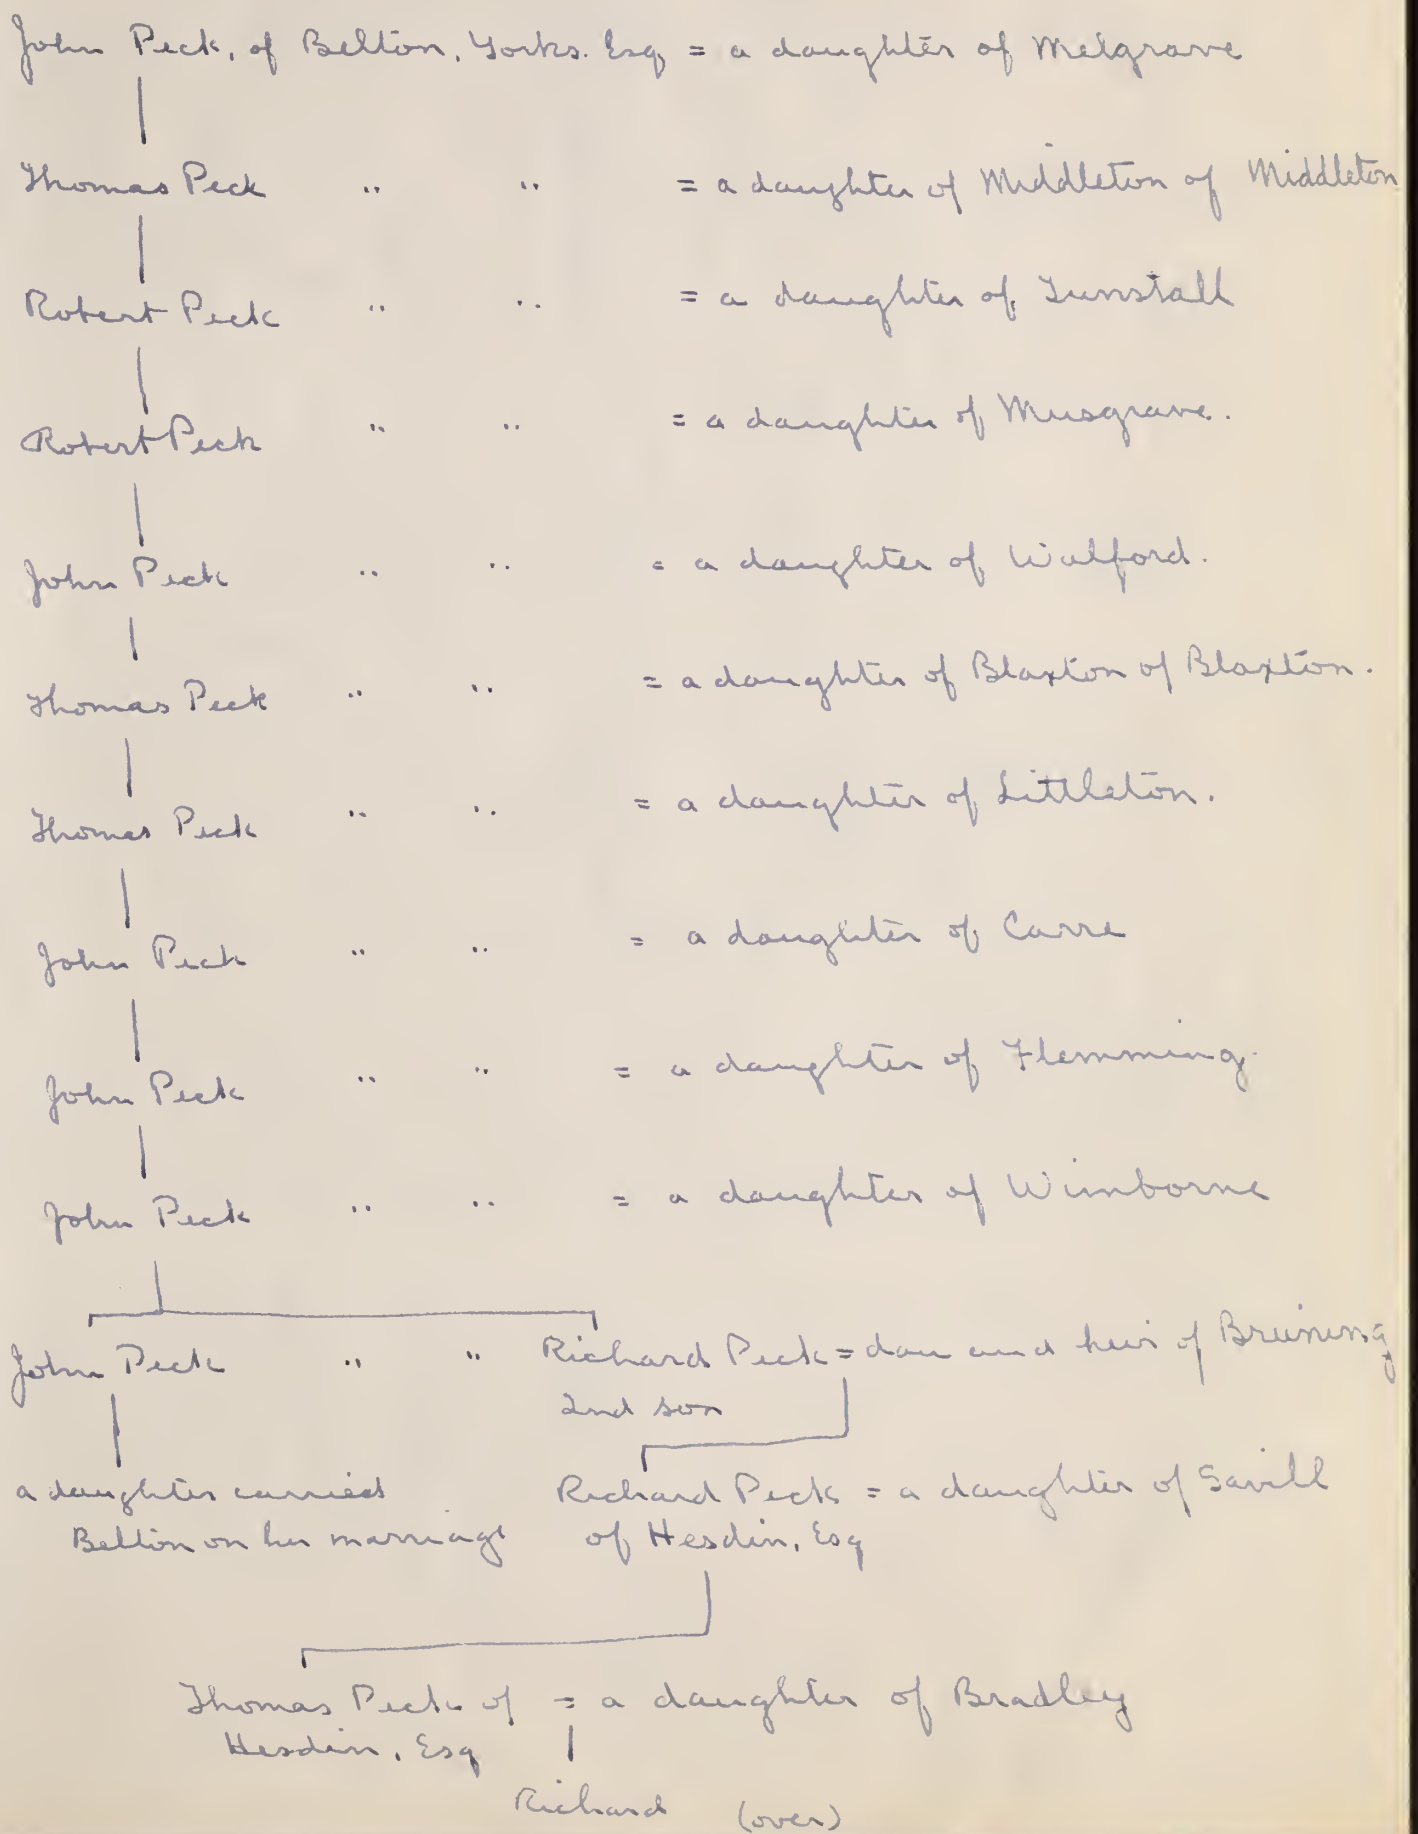 John Peck, of Belton, Yorks. Esq = a daughter of Melgrave
Thomas Peck " " = a daughter of Middleton of Middleton
Robert Peck " " = a daughter of Tunstall
Robert Peck " " = a daughter of Musgrave.
John Peck " " = a daughter of Walford.
Thomas Peck " " = a daughter of Blaxton of Blaxton.
Thomas Peck " " = a daughter of Littleton.
John Peck " " = a daughter of Carre
John Peck " " = a daughter of Flemming.
John Peck " " = a daughter of Wimborne
John Peck " " Richard Peck = dau and heir of Bruning
2nd son
a daughter carried Richard Peck = a daughter of Savill
Belton on her marriage of Hesdin, Esq
Thomas Peck of = a daughter of Bradley
Hesdin, Esq
Richard (over)